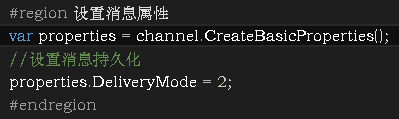 #region 设置消息属性
var properties = channel.CreateBasicProperties();
//设置消息持久化
properties.DeliveryMode = 2;
#endregion